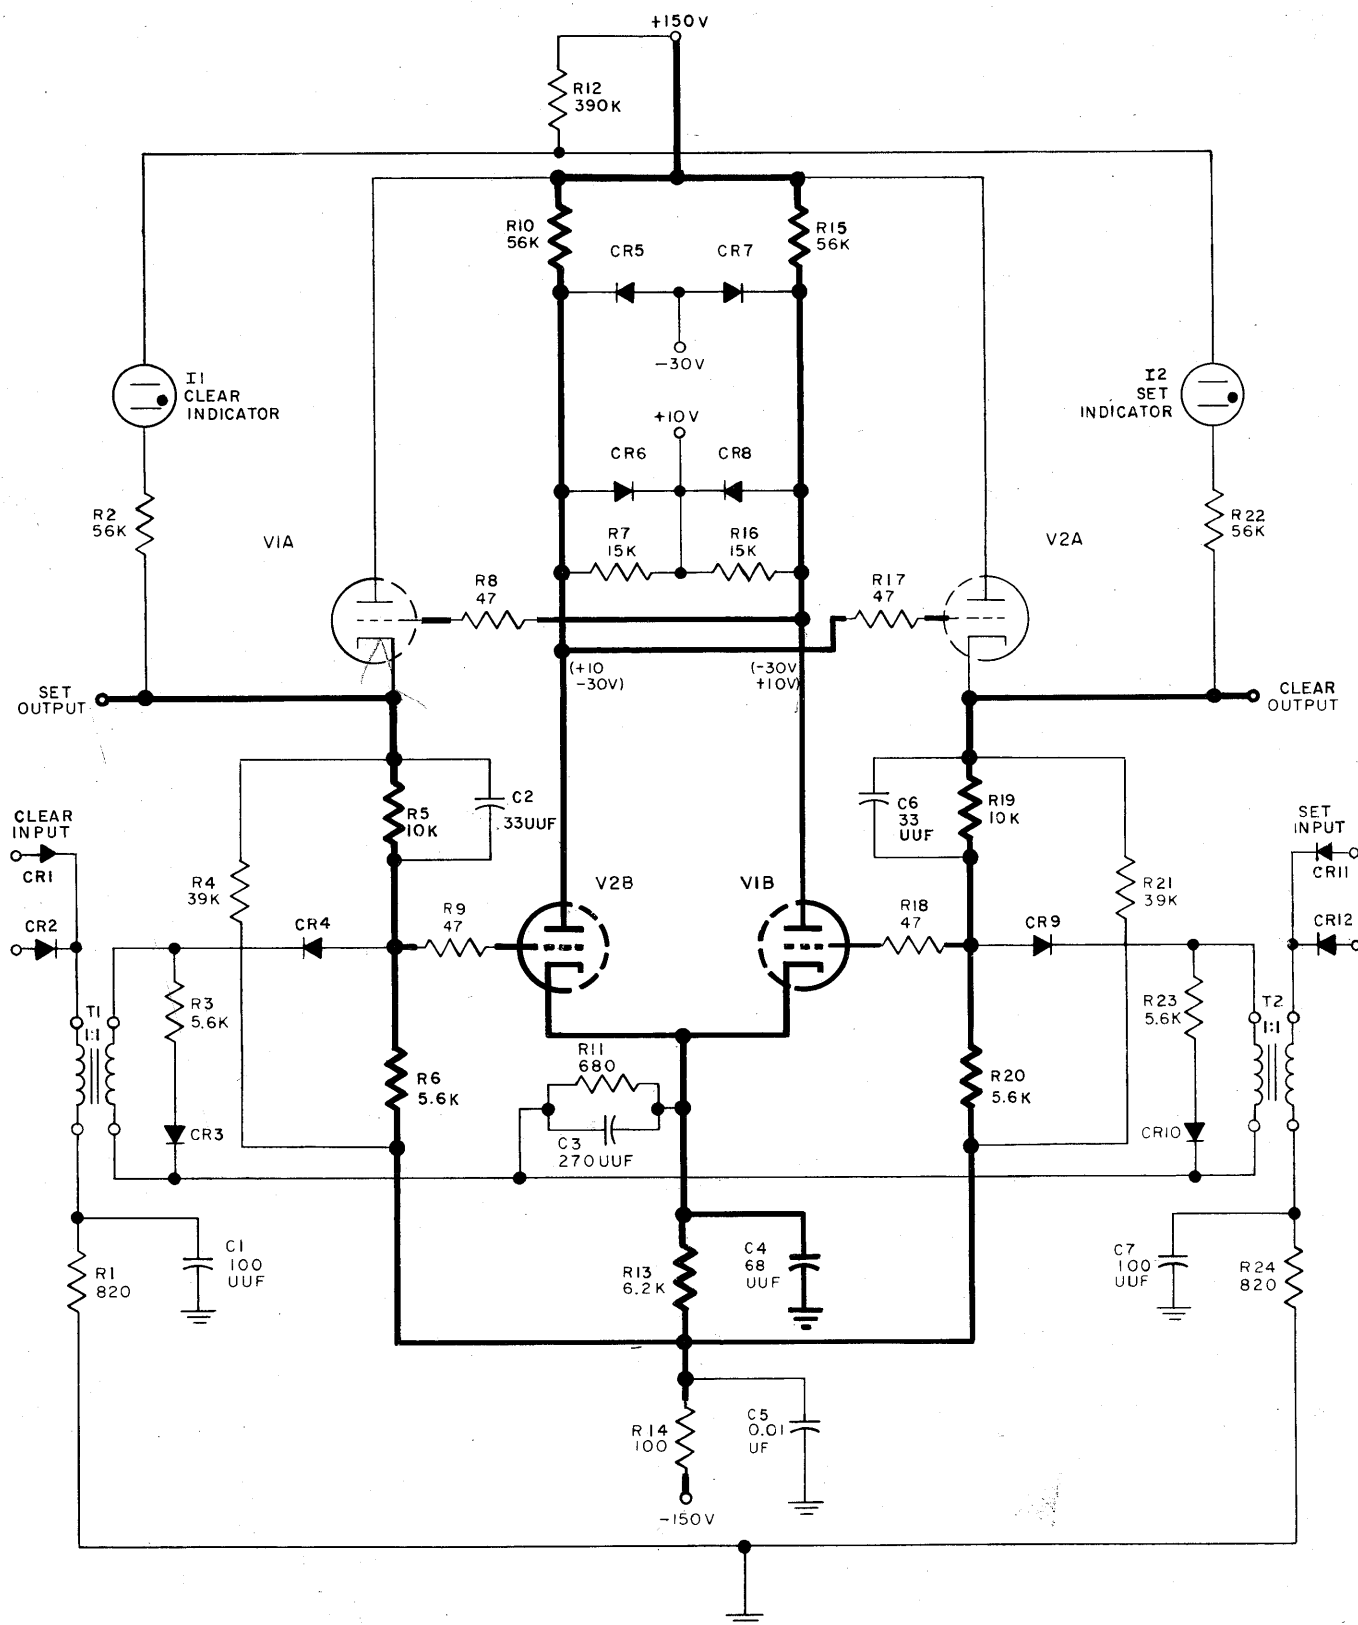 +150V
R12
390K
R10
56K
R15
56K
CR5
CR7
-30V
I1
CLEAR
INDICATOR
I2
SET
INDICATOR
+10V
CR6
CR8
R2
56K
R22
56K
V1A
V2A
R7
15K
R16
15K
R8
47
R17
47
(+10
-30V)
(-30V
+10V)
SET
OUTPUT
CLEAR
OUTPUT
CLEAR
INPUT
CR1
CR2
R5
10K
C2
33UUF
C6
33
UUF
R19
10K
SET
INPUT
CR11
CR12
R4
39K
V2B
V1B
R21
39K
CR4
R9
47
R18
47
CR9
T1
1:1
R3
5.6K
R23
5.6K
T2
1:1
R6
5.6K
R11
680
R20
5.6K
CR3
C3
270UUF
CR10
R1
820
C1
100
UUF
R13
6.2K
C4
68
UUF
C7
100
UUF
R24
820
R14
100
C5
0.01
UF
-150V